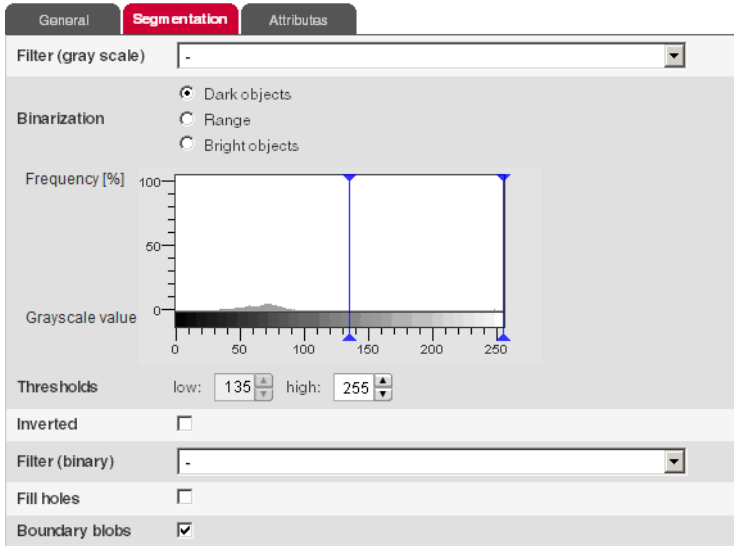 General Segmentation Attributes
Filter (gray scale) -
Dark objects
Binarization Range
Bright objects
Frequency [%] 100
50
0
Grayscale value
0 50 100 150 200 250
Thresholds low: 135 high: 255
Inverted
Filter (binary) -
Fill holes
Boundary blobs